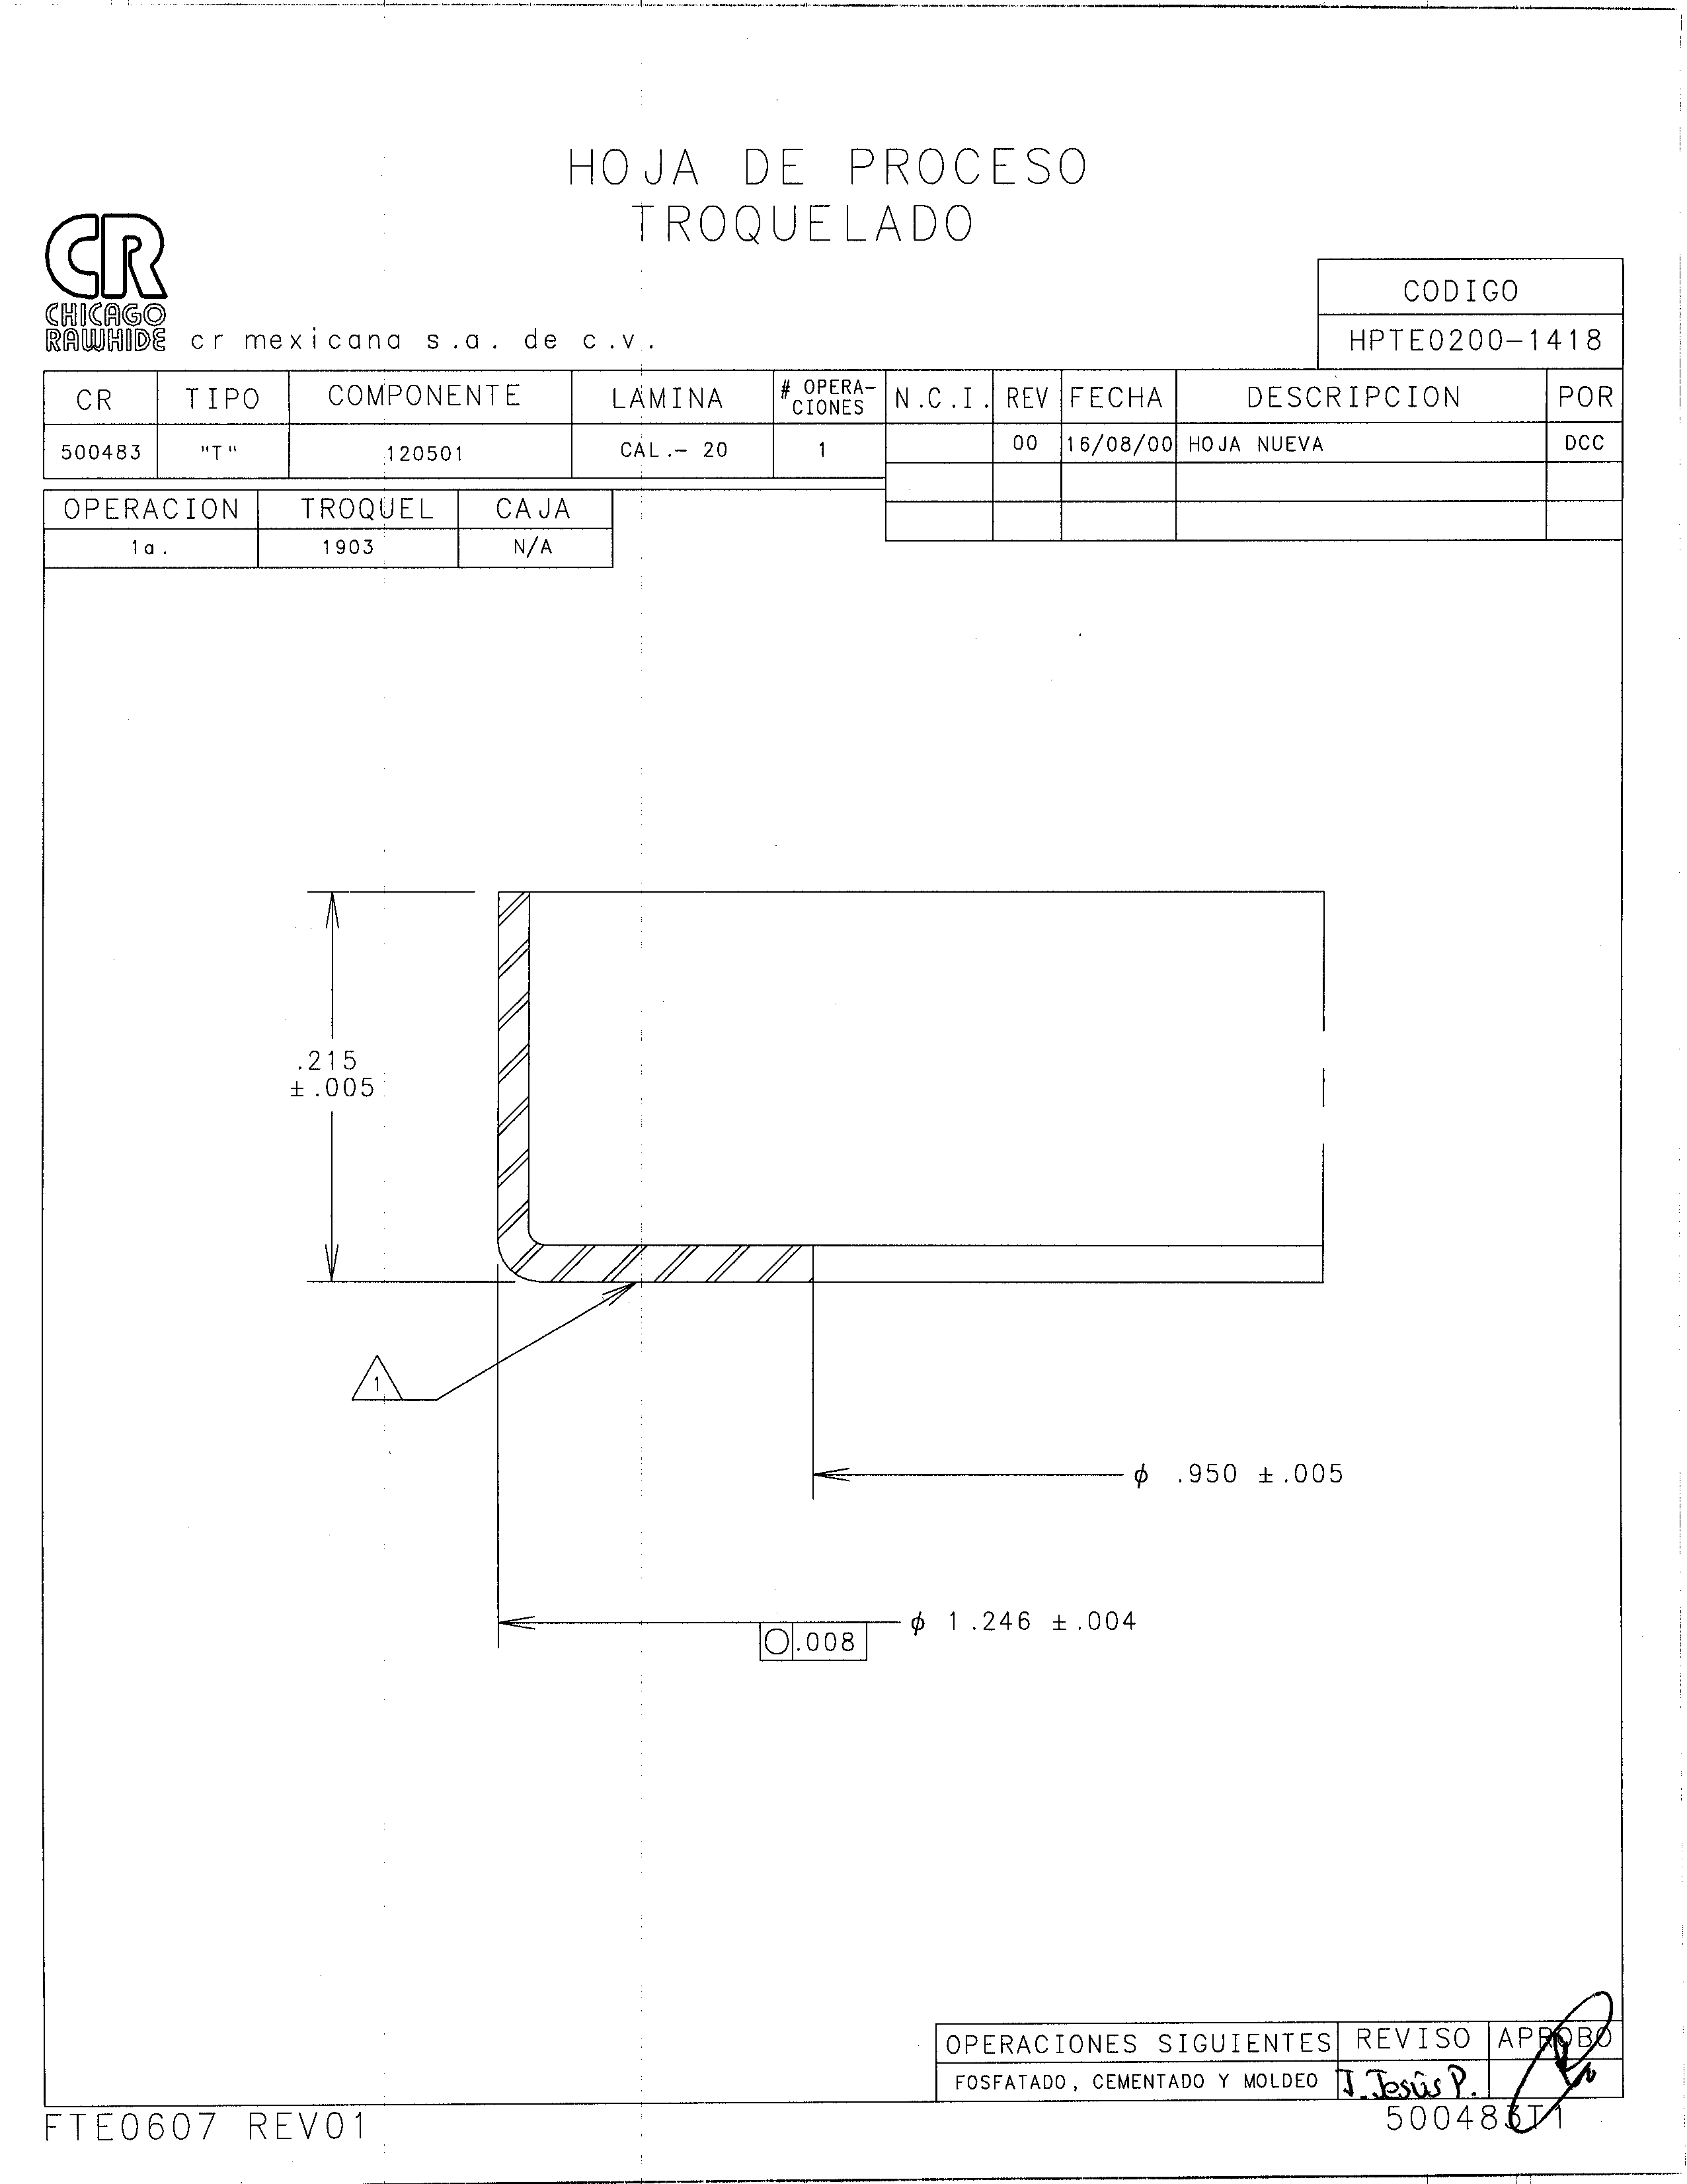 HOJA DE PROCESO
TROQUELADO
CR
CHICAGO
RAWHIDE
cr mexicana s.a. de c.v.
CODIGO
HPTE0200-1418
CR TIPO COMPONENTE LAMINA # OPERA-CIONES N.C.I. REV FECHA DESCRIPCION POR
500483 "T" 120501 CAL.- 20 1 00 16/08/00 HOJA NUEVA DCC
OPERACION TROQUEL CAJA
1a. 1903 N/A
.215
±.005
1
ϕ .950 ±.005
ϕ 1.246 ±.004
○ .008
OPERACIONES SIGUIENTES REVISO APROBO
FOSFATADO, CEMENTADO Y MOLDEO J. Jesús P.
FTE0607 REV01
500483T1